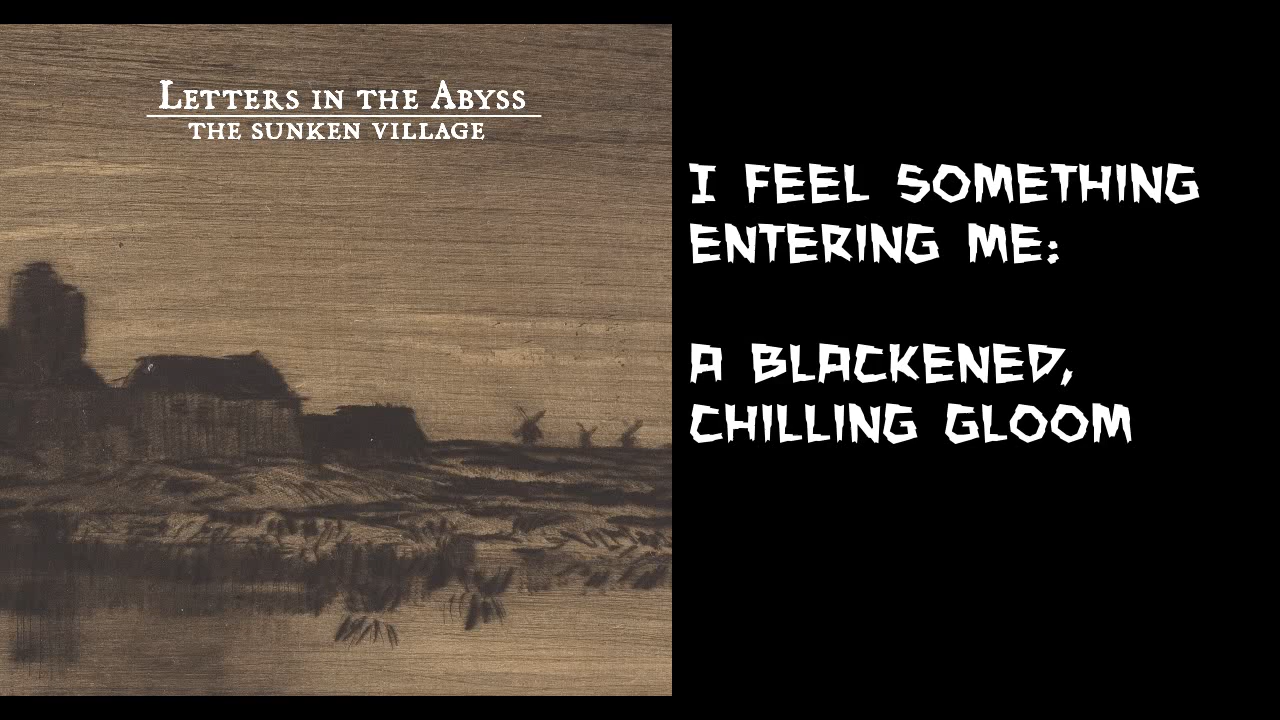 Letters in the Abyss
the sunken village
I FEEL SOMETHING
ENTERING ME:
A BLACKENED,
CHILLING GLOOM